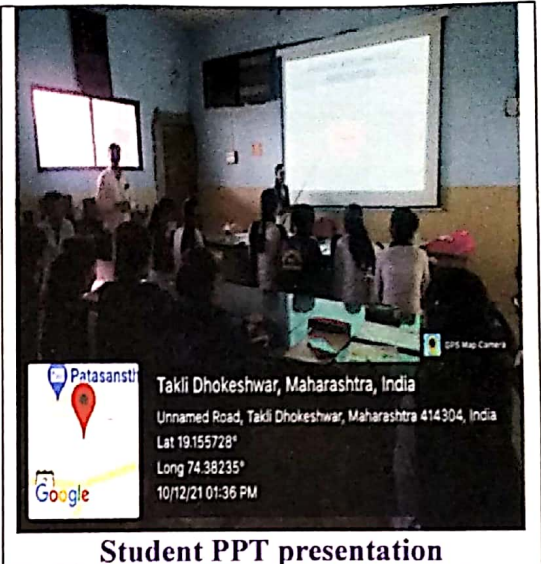 GPS Map Camera
Patasansth
Google
Takli Dhokeshwar, Maharashtra, India
Unnamed Road, Takli Dhokeshwar, Maharashtra 414304, India
Lat 19.155728°
Long 74.38235°
10/12/21 01:36 PM
Student PPT presentation